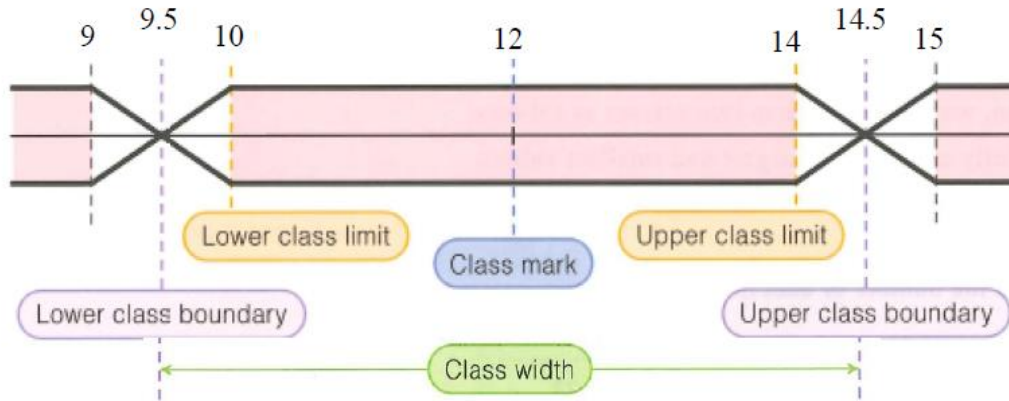 9 9.5 10 12 14 14.5 15
Lower class limit Upper class limit
Class mark
Lower class boundary Upper class boundary
Class width